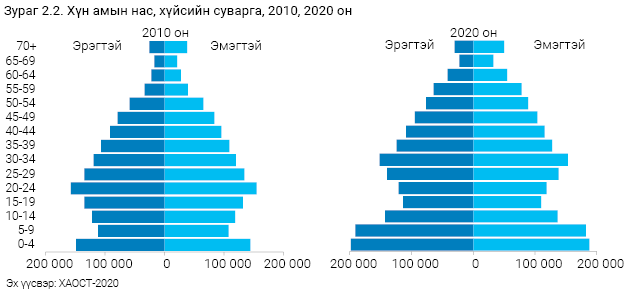 Зураг 2.2. Хүн амын нас, хүйсийн суварга, 2010, 2020 он
2010 он
Эрэгтэй Эмэгтэй
70+
65-69
60-64
55-59
50-54
45-49
40-44
35-39
30-34
25-29
20-24
15-19
10-14
5-9
0-4
200 000 100 000 0 100 000 200 000
2020 он
Эрэгтэй Эмэгтэй
200 000 100 000 0 100 000 200 000
Эх үүсвэр: ХАОСТ-2020